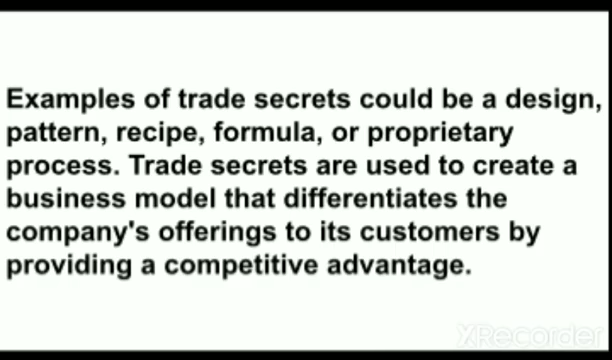 Examples of trade secrets could be a design,
pattern, recipe, formula, or proprietary
process. Trade secrets are used to create a
business model that differentiates the
company's offerings to its customers by
providing a competitive advantage.
XRecorder